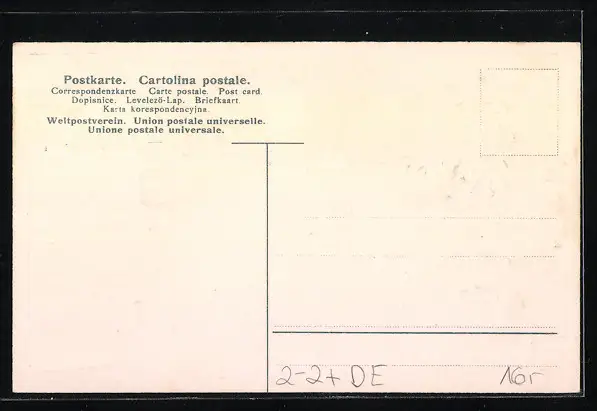 Postkarte. Cartolina postale.
Correspondenzkarte Carte postale. Post card.
Dopisnice. Levelező-Lap. Briefkaart.
Karta korespondencyjna.
Weltpostverein. Union postale universelle.
Unione postale universale.
2-2+ DE 16r